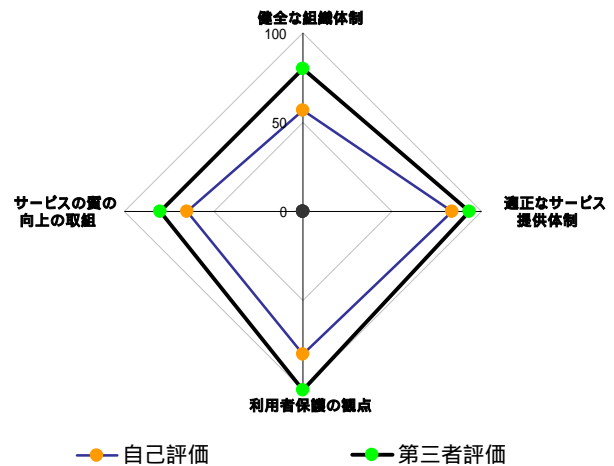 健全な組織体制
100
50
0
サービスの質の
向上の取組
適正なサービス
提供体制
利用者保護の観点
自己評価
第三者評価